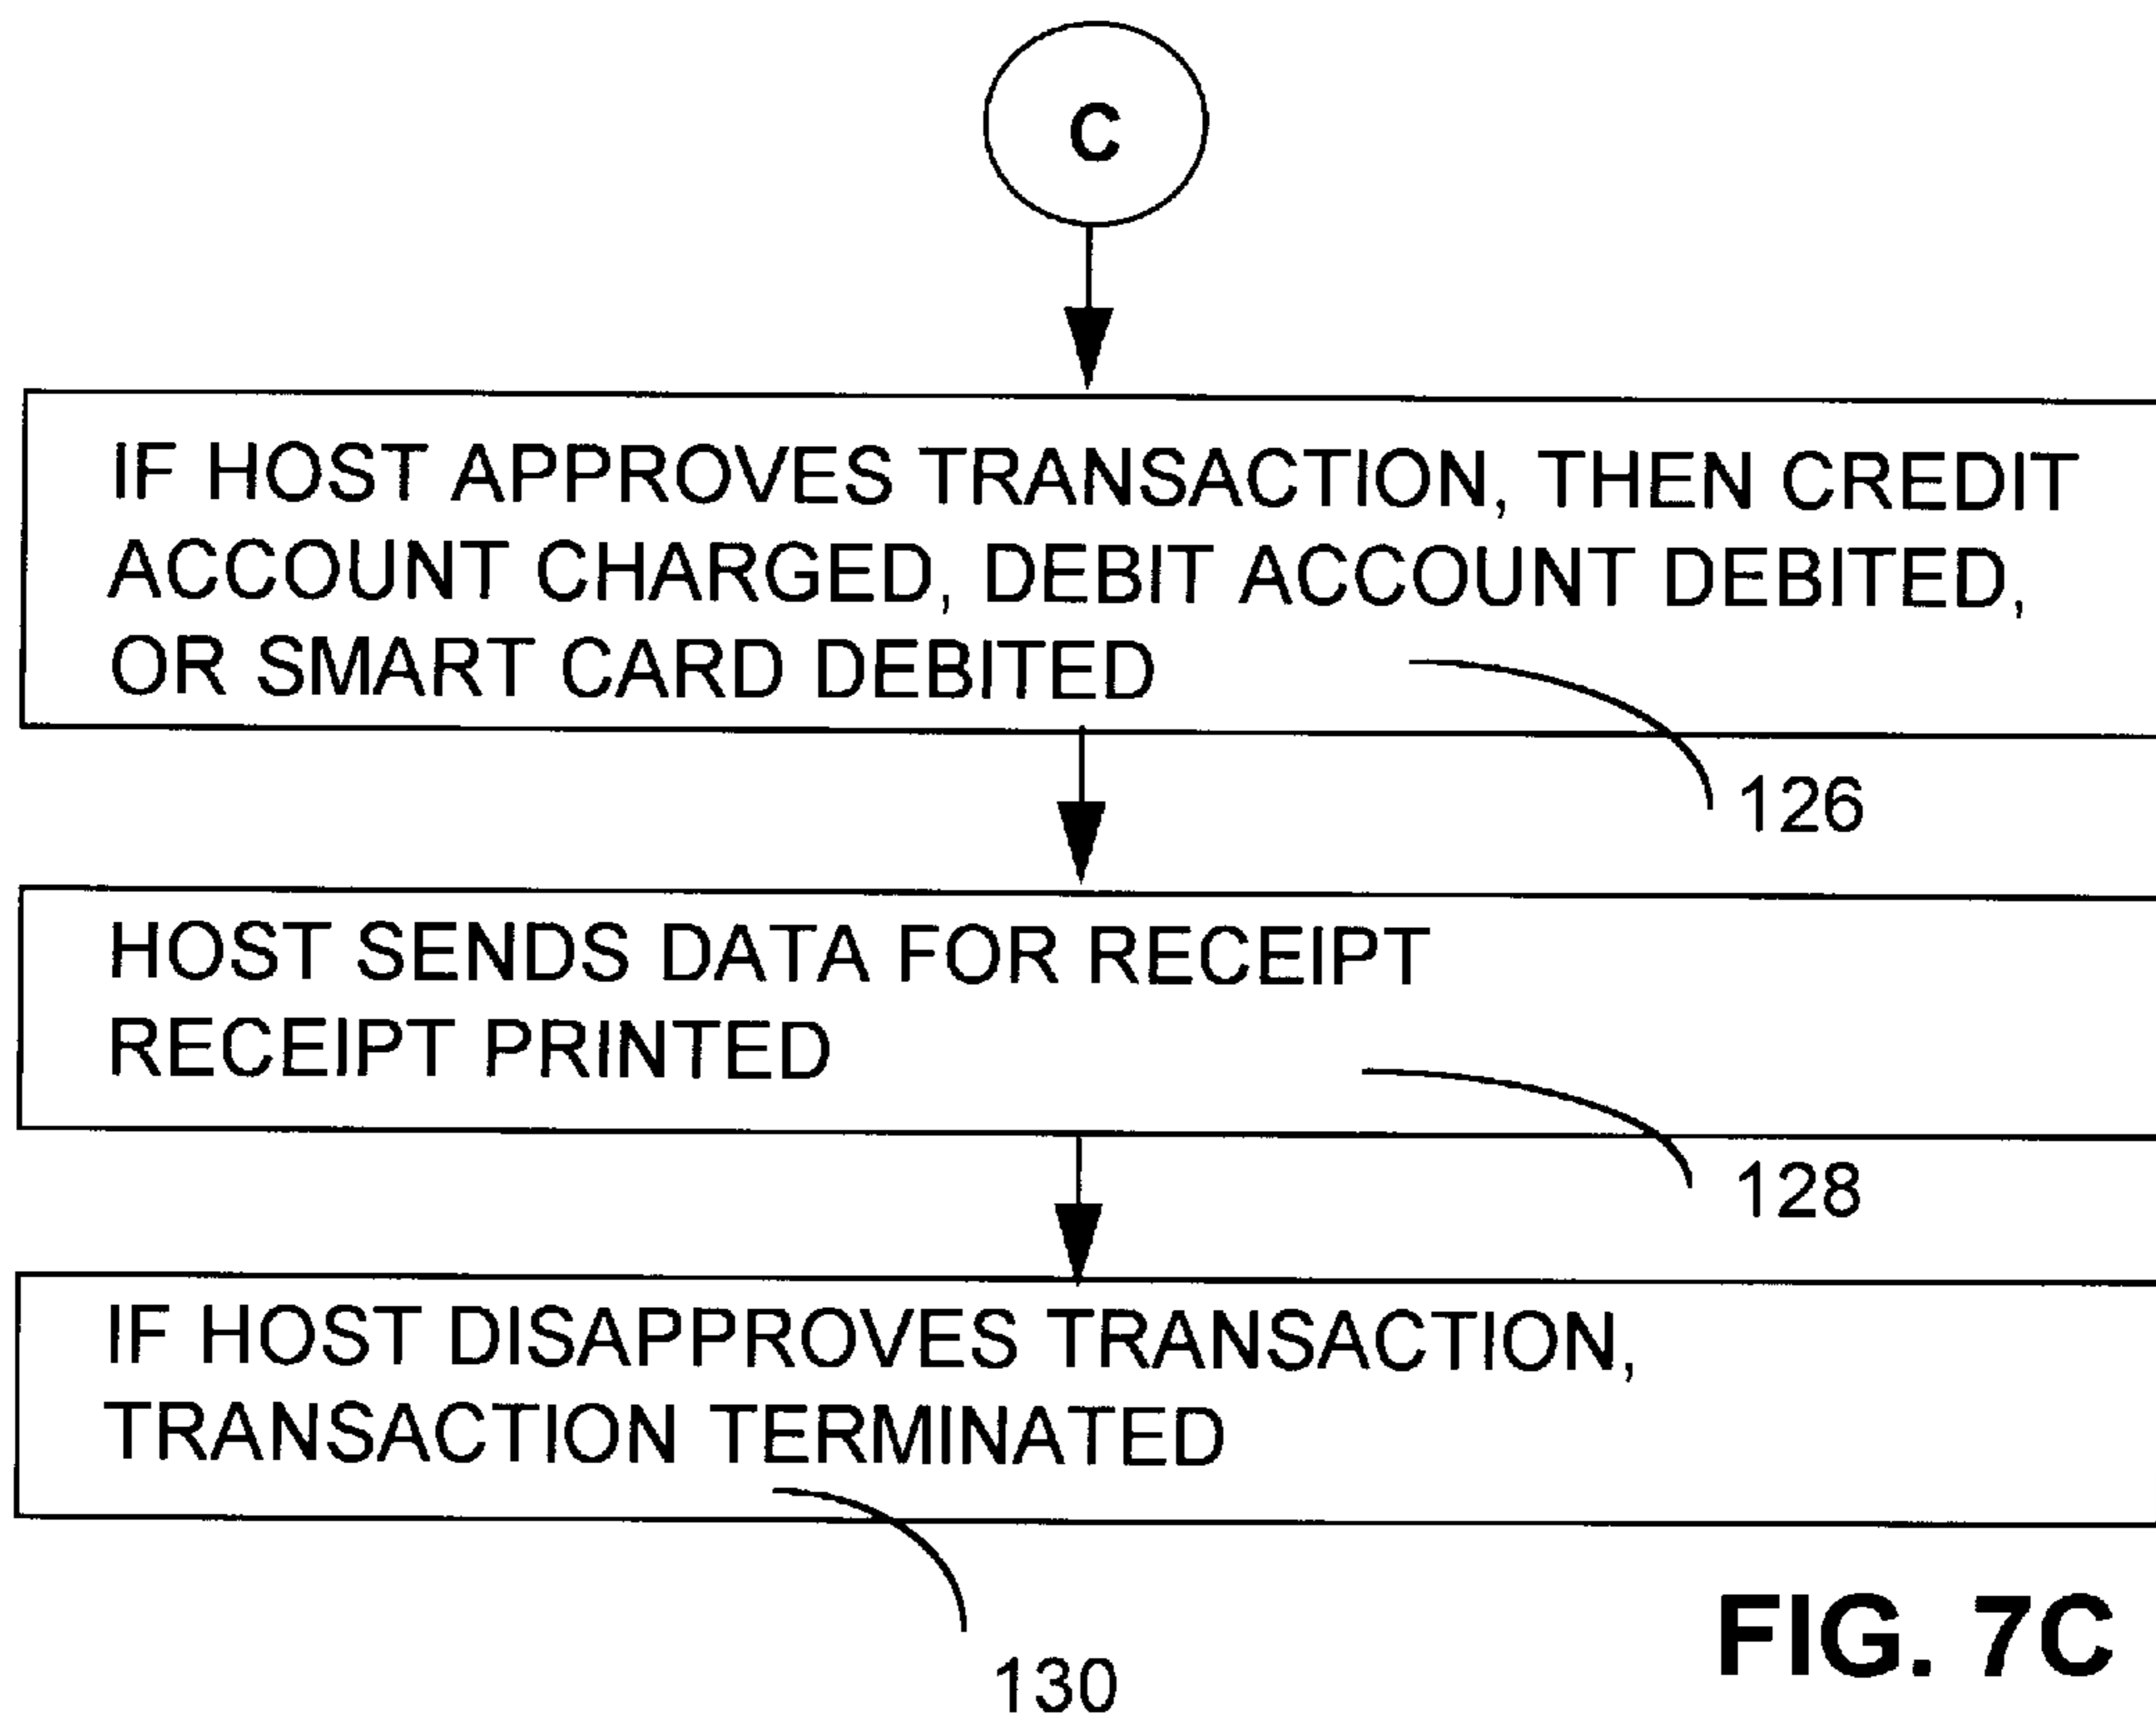 C
IF HOST APPROVES TRANSACTION, THEN CREDIT
ACCOUNT CHARGED, DEBIT ACCOUNT DEBITED,
OR SMART CARD DEBITED
126
HOST SENDS DATA FOR RECEIPT
RECEIPT PRINTED
128
IF HOST DISAPPROVES TRANSACTION,
TRANSACTION TERMINATED
130
FIG. 7C